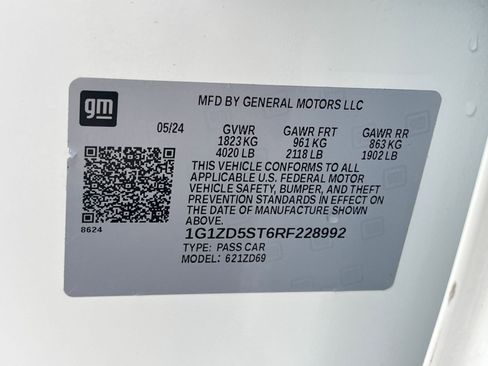 gm
MFD BY GENERAL MOTORS LLC
05/24 GVWR GAWR FRT GAWR RR
1823 KG 961 KG 863 KG
4020 LB 2118 LB 1902 LB
THIS VEHICLE CONFORMS TO ALL
APPLICABLE U.S. FEDERAL MOTOR
VEHICLE SAFETY, BUMPER, AND THEFT
PREVENTION STANDARDS IN EFFECT ON
THE DATE OF MANUFACTURE SHOWN
ABOVE.
8624
1G1ZD5ST6RF228992
TYPE: PASS CAR
MODEL: 621ZD69